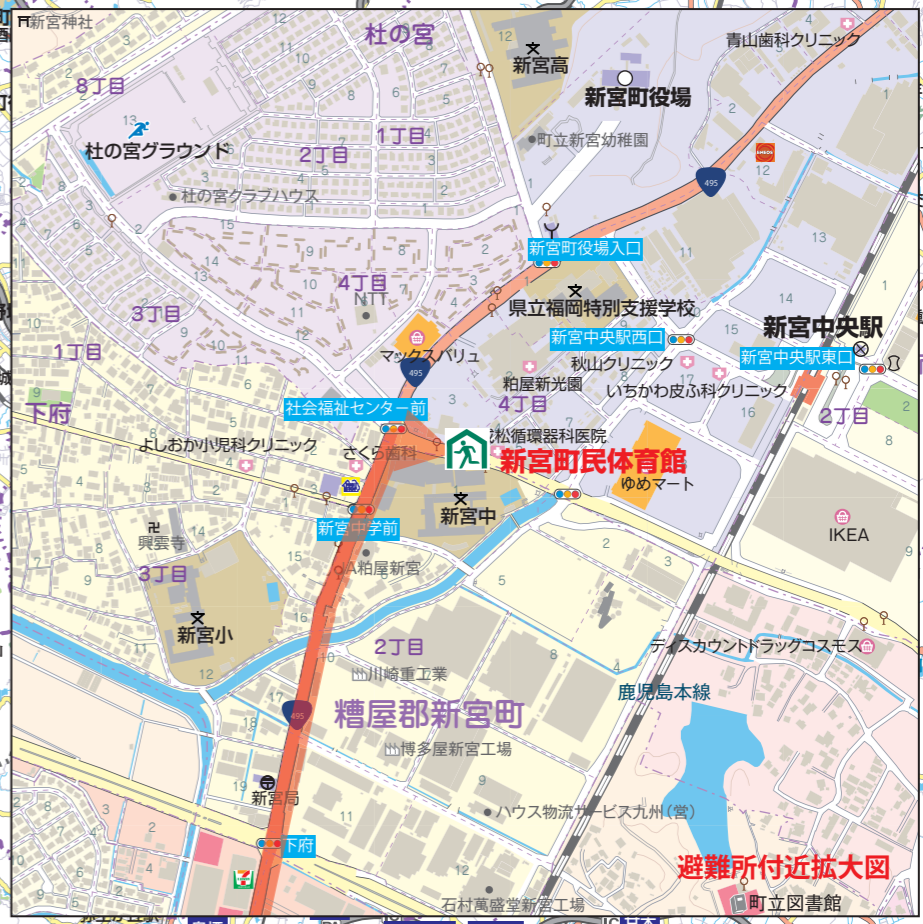 新宮神社
杜の宮
新宮高
青山歯科クリニック
新宮町役場
8丁目
町立新宮幼稚園
1丁目
杜の宮グラウンド
2丁目
ENEOS
495
杜の宮クラブハウス
新宮町役場入口
4丁目
NTT
県立福岡特別支援学校
3丁目
新宮中央駅
新宮中央駅西口
マックスバリュ
新宮中央駅東口
1丁目
秋山クリニック
495
粕屋新光園
いちかわ皮ふ科クリニック
4丁目
社会福祉センター前
下府
2丁目
よしおか小児科クリニック
松循環器科医院
さくら歯科
新宮町民体育館
ゆめマート
新宮中
新宮中学前
IKEA
興雲寺
JA粕屋新宮
3丁目
新宮小
2丁目
ディスカウントドラッグコスモス
川崎重工業
鹿児島本線
糟屋郡新宮町
495
博多屋新宮工場
新宮局
ハウス物流サービス九州(営)
下府
避難所付近拡大図
町立図書館
石村萬盛堂新宮工場